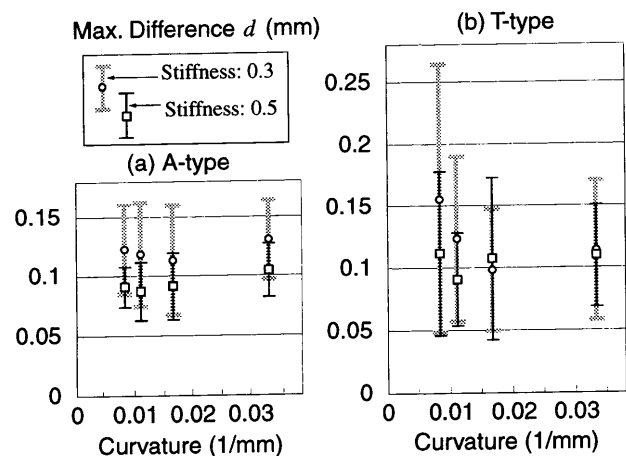 Max. Difference d (mm)
Stiffness: 0.3
Stiffness: 0.5
(a) A-type
0.15
0.1
0.05
0
0 0.01 0.02 0.03
Curvature (1/mm)
(b) T-type
0.25
0.2
0.15
0.1
0.05
0
0 0.01 0.02 0.03
Curvature (1/mm)